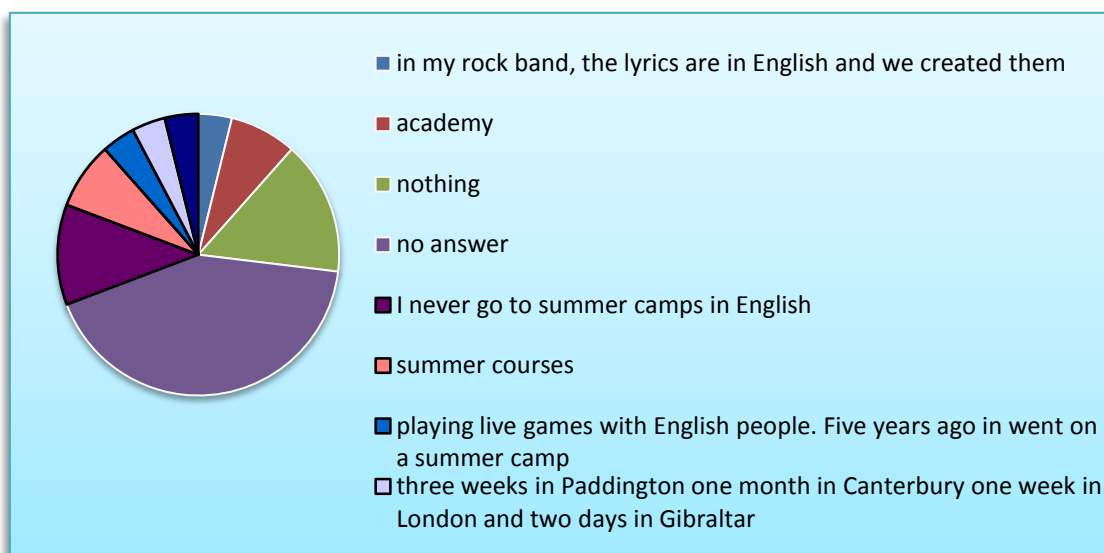 in my rock band, the lyrics are in English and we created them
academy
nothing
no answer
I never go to summer camps in English
summer courses
playing live games with English people. Five years ago in went on
a summer camp
three weeks in Paddington one month in Canterbury one week in
London and two days in Gibraltar